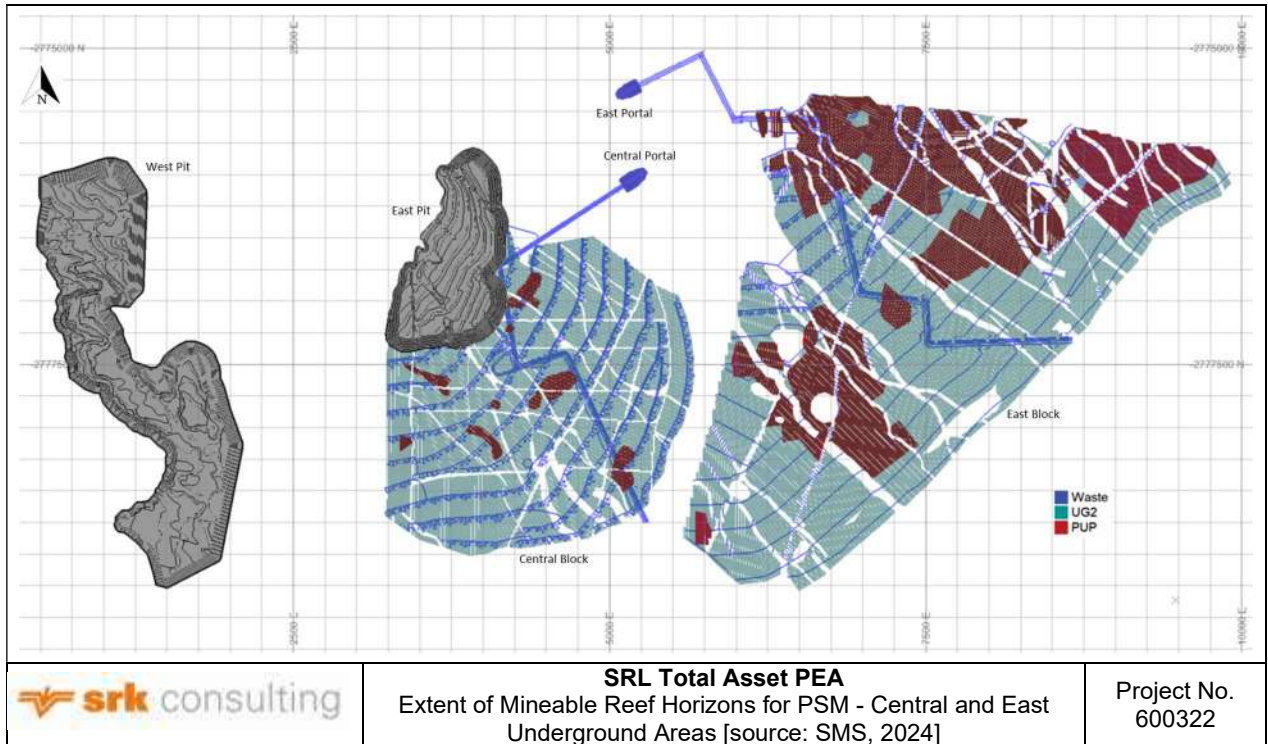 2500 E
5000 E
7500 E
10000 E
-2775000 N
-2775000 N
N
East Portal
Central Portal
West Pit
East Pit
-2777500 N
-2777500 N
East Block
Waste
UG2
PUP
Central Block
2500 E
5000 E
7500 E
10000 E
srk consulting
SRL Total Asset PEA
Extent of Mineable Reef Horizons for PSM - Central and East
Underground Areas [source: SMS, 2024]
Project No.
600322